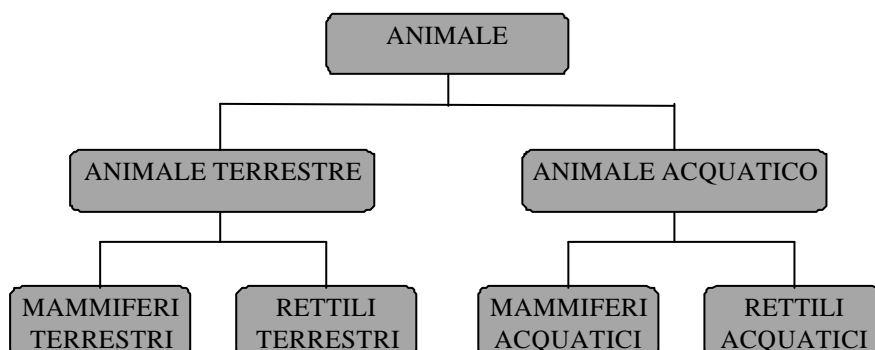 ANIMALE
ANIMALE TERRESTRE
ANIMALE ACQUATICO
MAMMIFERI
TERRESTRI
RETTILI
TERRESTRI
MAMMIFERI
ACQUATICI
RETTILI
ACQUATICI